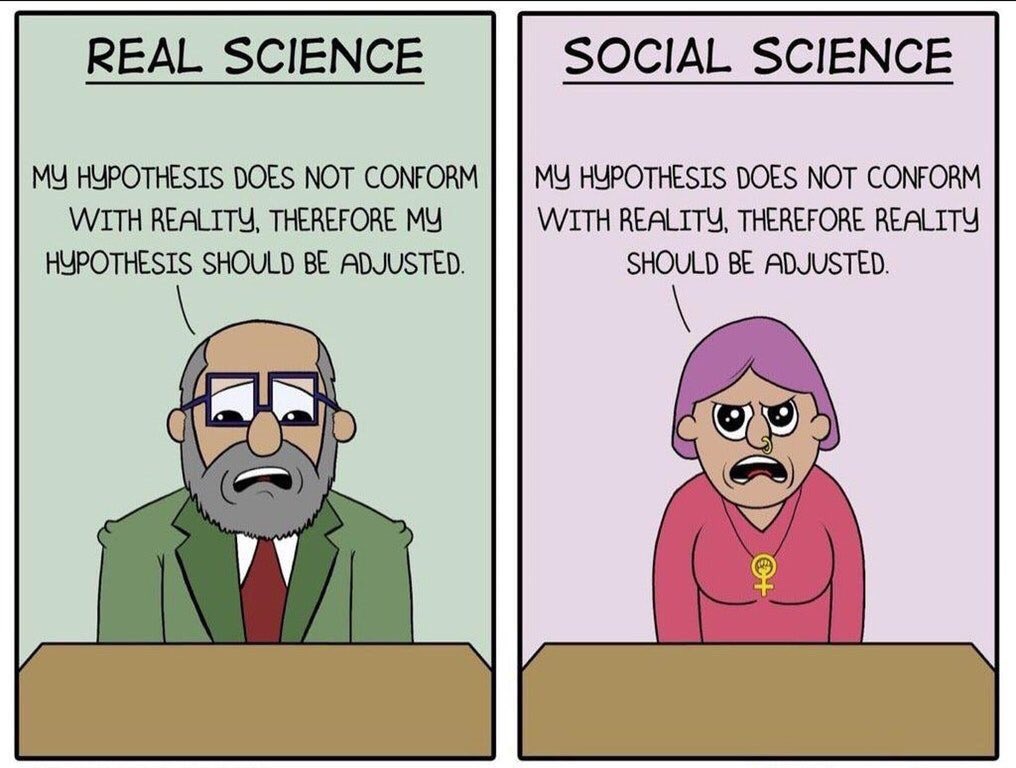 REAL SCIENCE
MY HYPOTHESIS DOES NOT CONFORM
WITH REALITY, THEREFORE MY
HYPOTHESIS SHOULD BE ADJUSTED.
SOCIAL SCIENCE
MY HYPOTHESIS DOES NOT CONFORM
WITH REALITY, THEREFORE REALITY
SHOULD BE ADJUSTED.